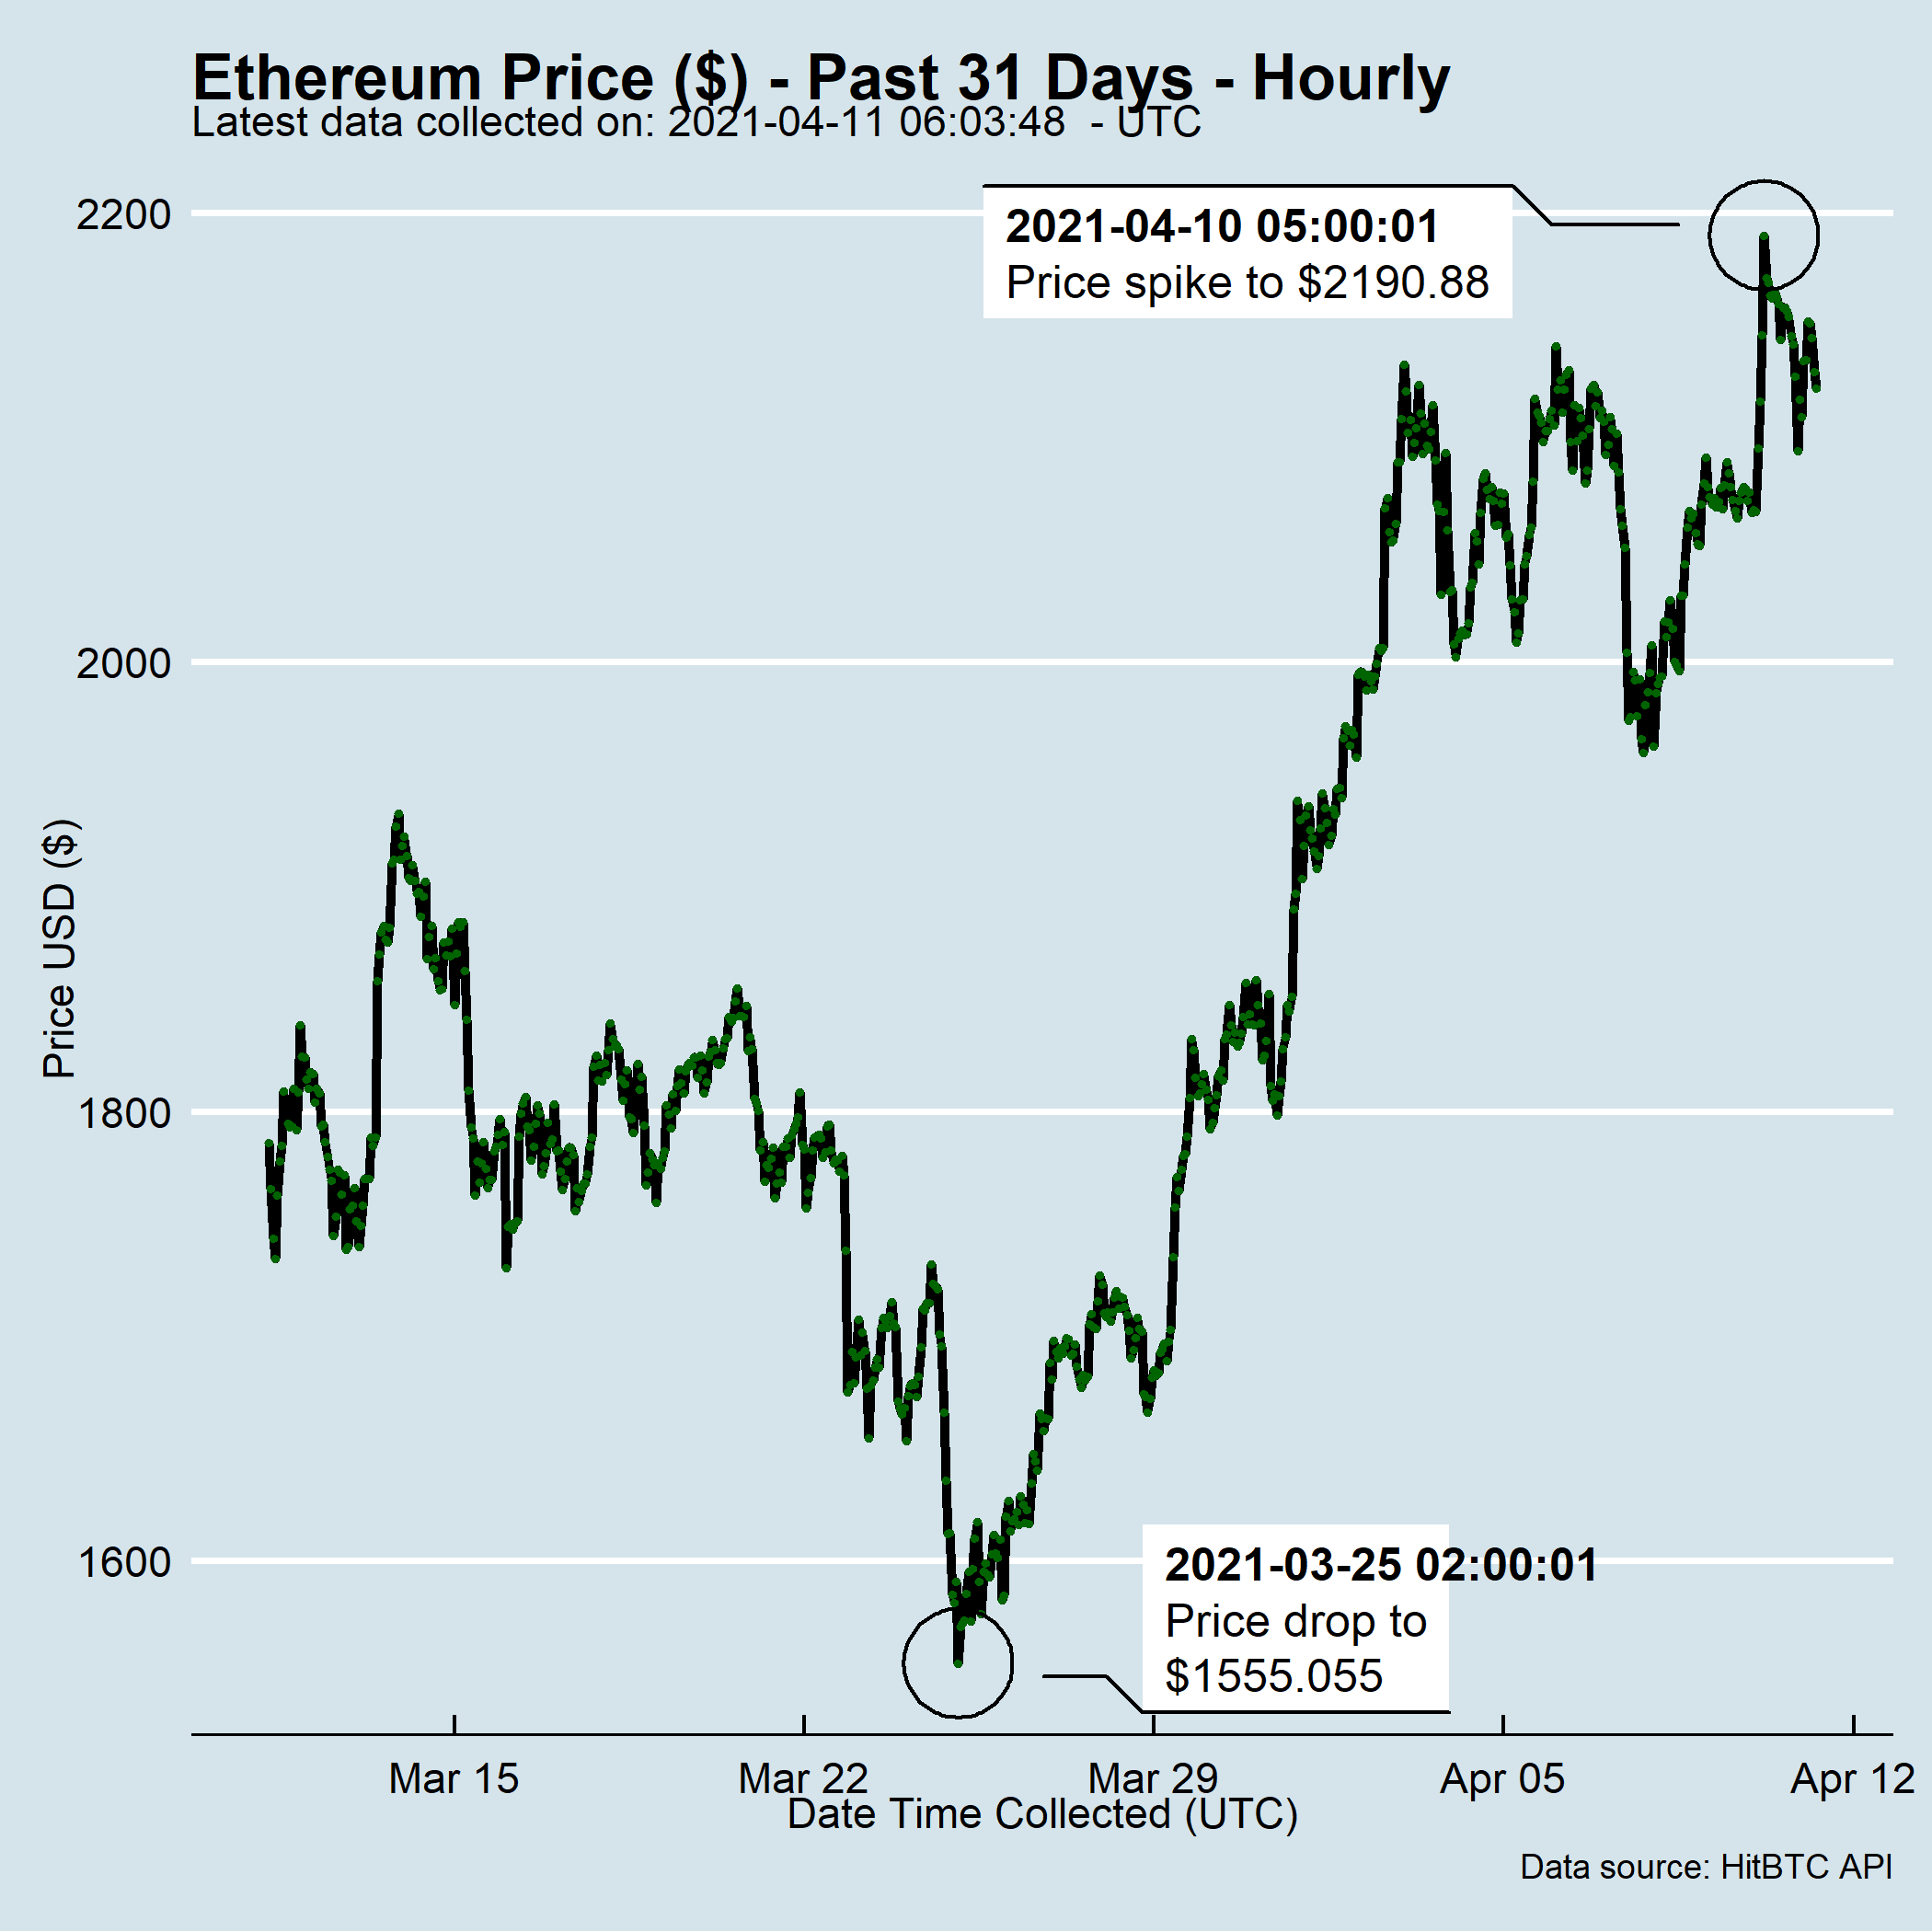 Ethereum Price ($) - Past 31 Days - Hourly
Latest data collected on: 2021-04-11 06:03:48  - UTC
2021-04-10 05:00:01
Price spike to $2190.88
2200
2000
1800
1600
Price USD ($)
2021-03-25 02:00:01
Price drop to
$1555.055
Mar 15
Mar 22
Mar 29
Apr 05
Apr 12
Date Time Collected (UTC)
Data source: HitBTC API